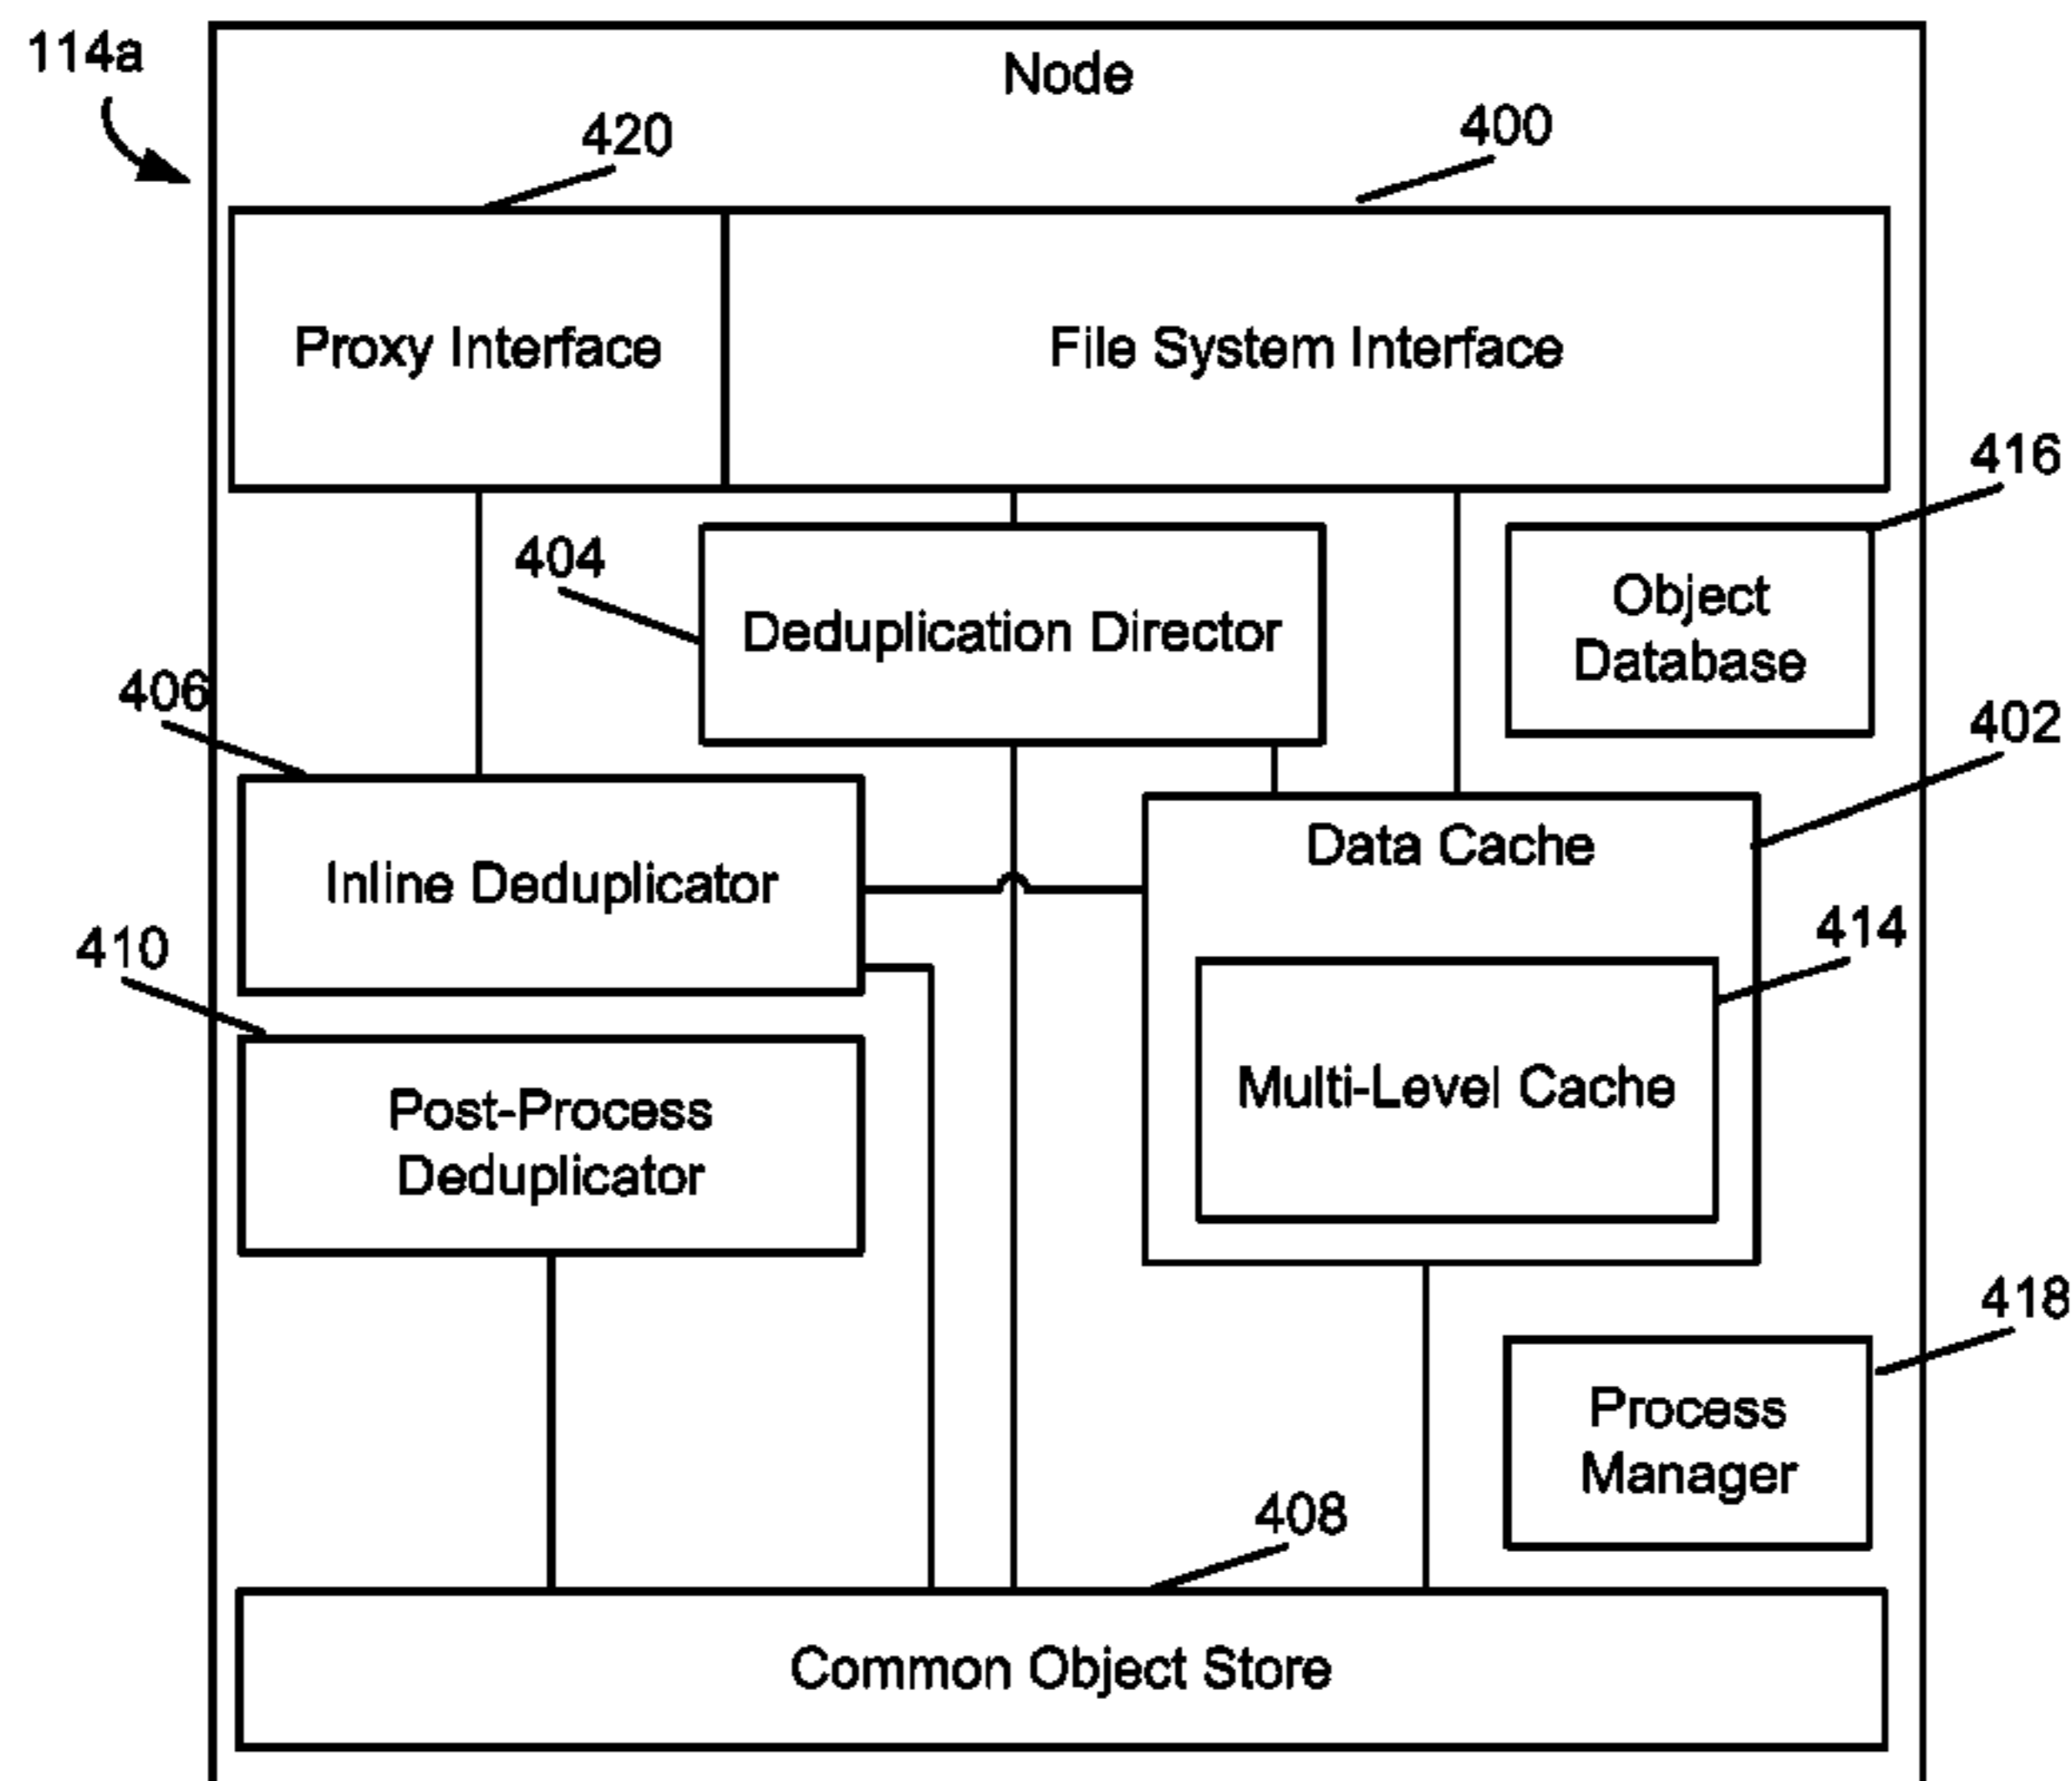 114a
Node
420
400
Proxy Interface
File System Interface
416
404
Deduplication Director
Object
Database
406
402
Data Cache
Inline Deduplicator
414
410
Multi-Level Cache
Post-Process
Deduplicator
418
Process
Manager
408
Common Object Store